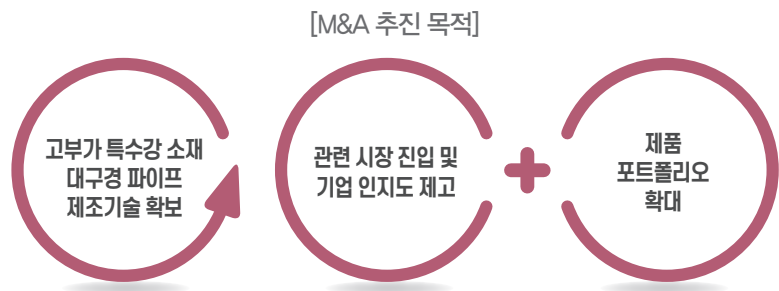 [M&A 추진 목적]
고부가 특수강 소재
대구경 파이프
제조기술 확보
관련 시장 진입 및
기업 인지도 제고
제품
포트폴리오
확대